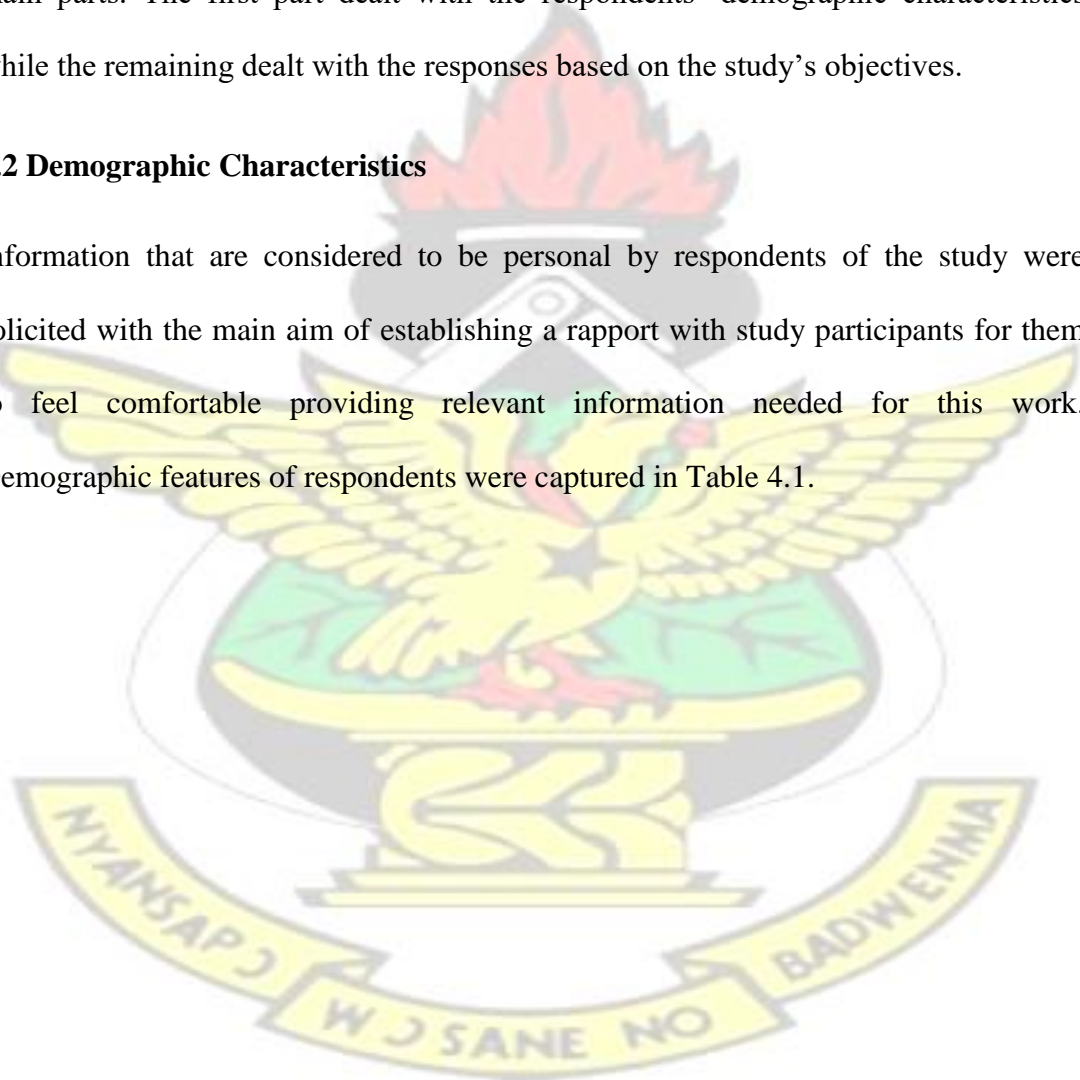 main parts. The first part dealt with the respondents' demographic characteristics
while the remaining dealt with the responses based on the study's objectives.
.2 Demographic Characteristics
nformation that are considered to be personal by respondents of the study were
olicited with the main aim of establishing a rapport with study participants for them
o feel comfortable providing relevant information needed for this work.
emographic features of respondents were captured in Table 4.1.
NYANSAPƆ
WƆSANE NO
BADWENMA